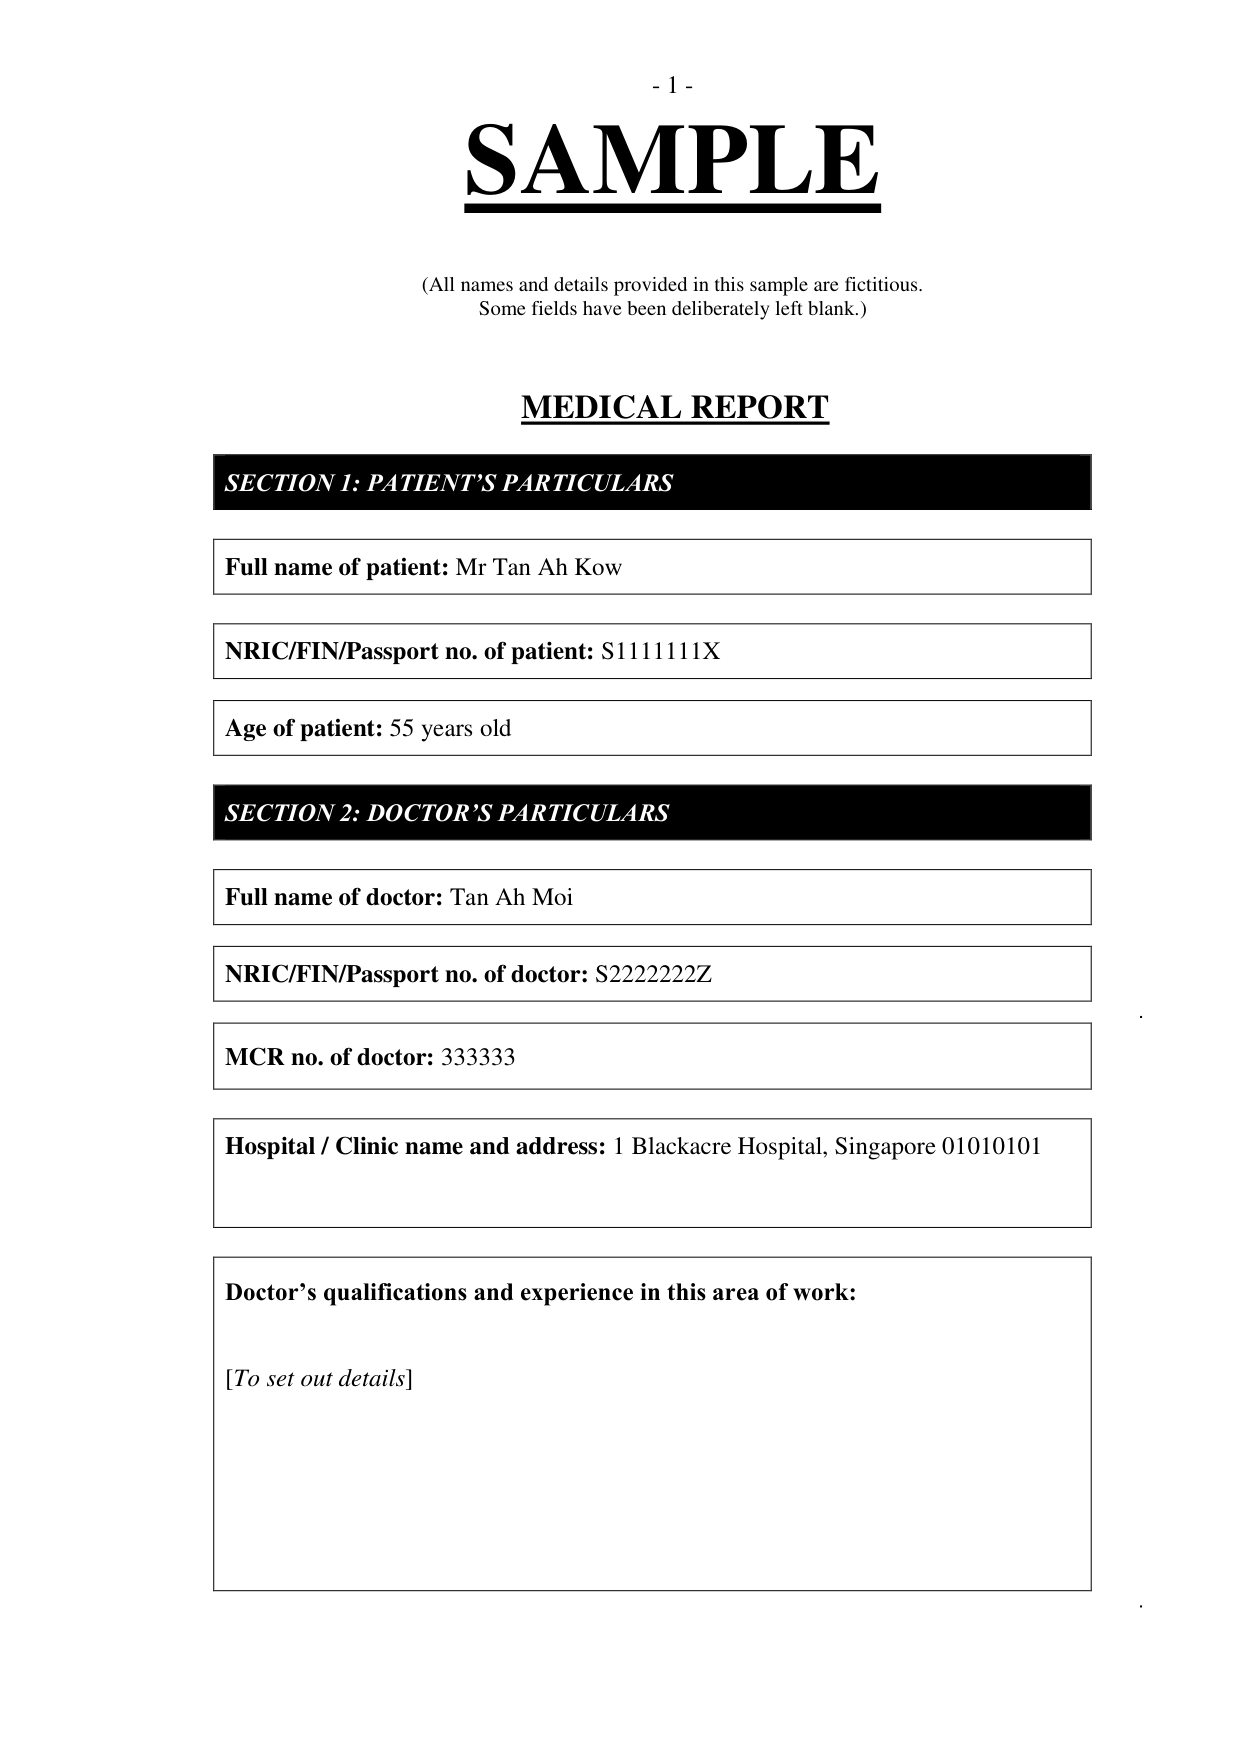 - 1 -
SAMPLE
(All names and details provided in this sample are fictitious.
Some fields have been deliberately left blank.)
MEDICAL REPORT
SECTION 1: PATIENT’S PARTICULARS
Full name of patient: Mr Tan Ah Kow
NRIC/FIN/Passport no. of patient: S1111111X
Age of patient: 55 years old
SECTION 2: DOCTOR’S PARTICULARS
Full name of doctor: Tan Ah Moi
NRIC/FIN/Passport no. of doctor: S2222222Z
.
MCR no. of doctor: 333333
Hospital / Clinic name and address: 1 Blackacre Hospital, Singapore 01010101
Doctor’s qualifications and experience in this area of work:
[To set out details]
.